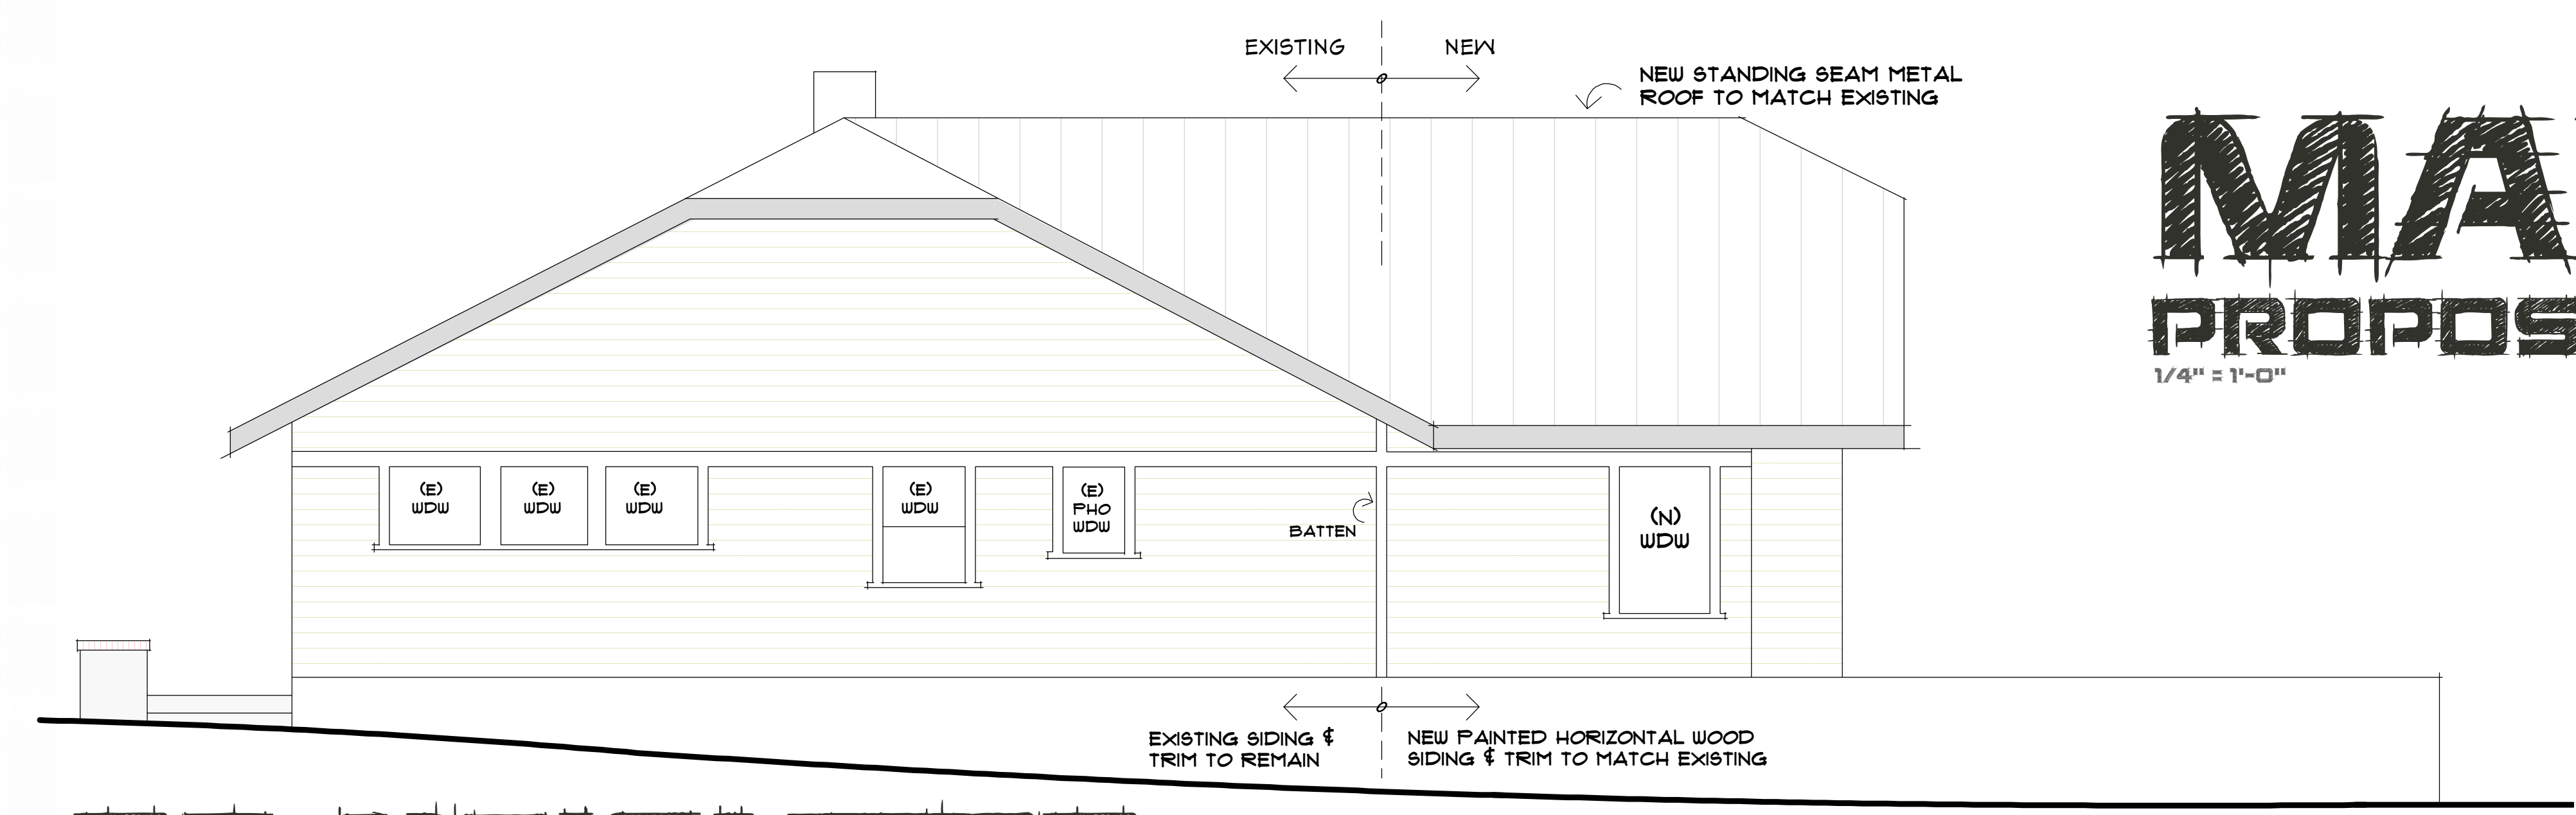 EXISTING NEW
NEW STANDING SEAM METAL
ROOF TO MATCH EXISTING
MA
PROPOS
1/4" = 1'-0"
(E)
WDW
(E)
WDW
(E)
WDW
(E)
WDW
(E)
PHO
WDW
BATTEN
(N)
WDW
EXISTING SIDING &
TRIM TO REMAIN
NEW PAINTED HORIZONTAL WOOD
SIDING & TRIM TO MATCH EXISTING